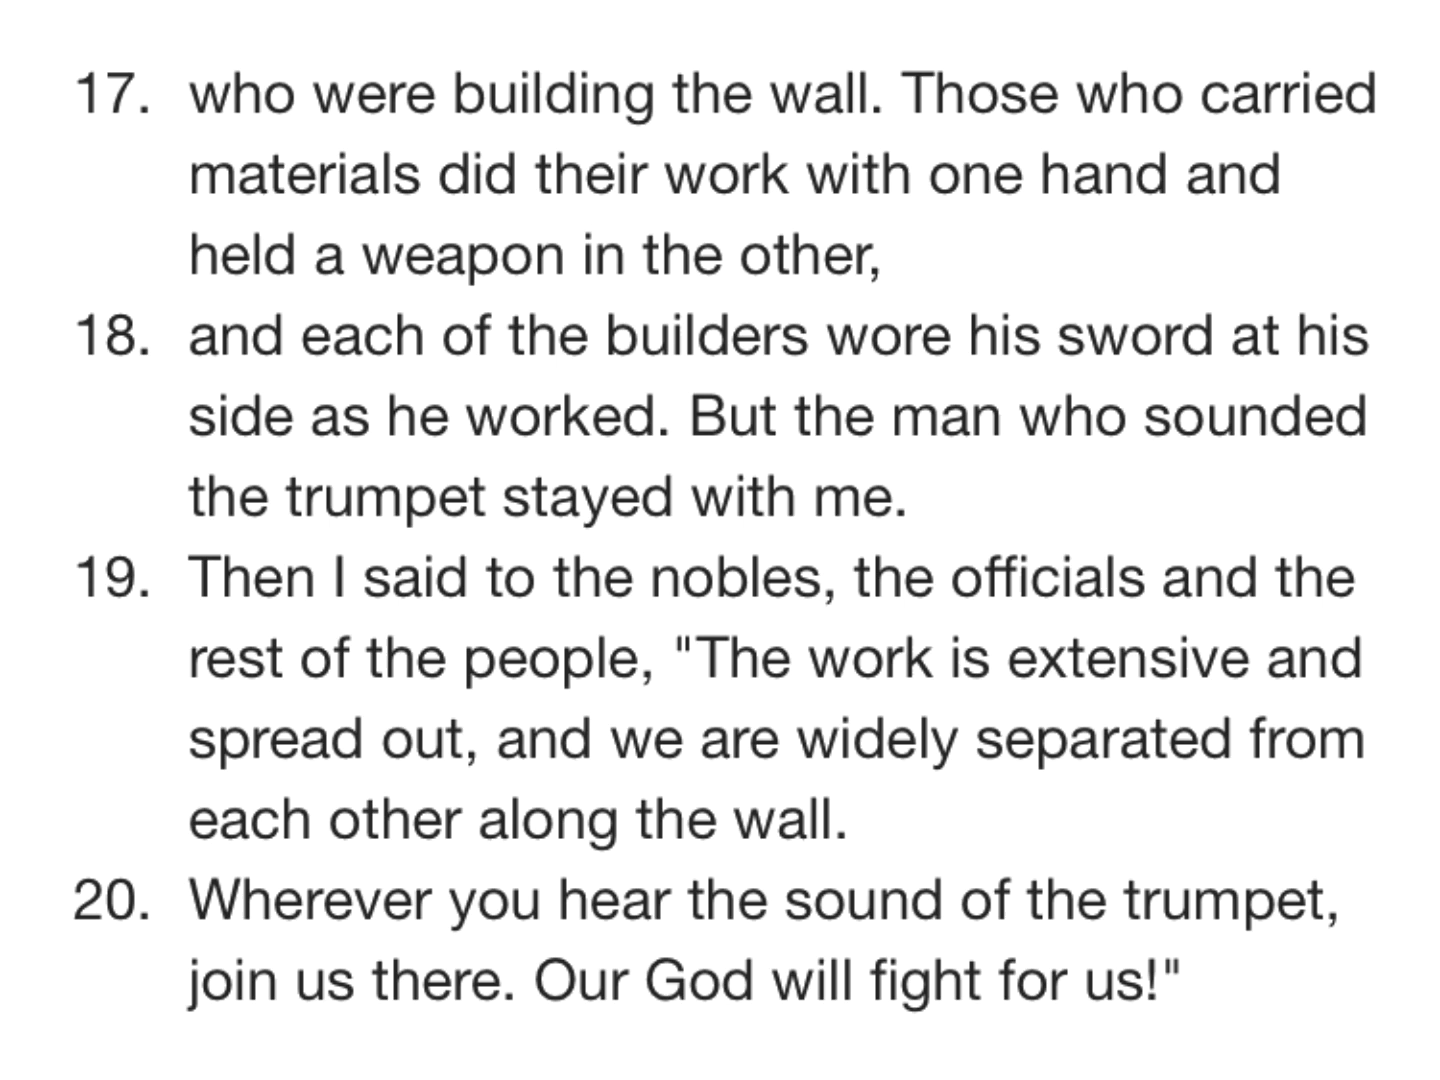 17. who were building the wall. Those who carried
materials did their work with one hand and
held a weapon in the other,
18. and each of the builders wore his sword at his
side as he worked. But the man who sounded
the trumpet stayed with me.
19. Then I said to the nobles, the officials and the
rest of the people, "The work is extensive and
spread out, and we are widely separated from
each other along the wall.
20. Wherever you hear the sound of the trumpet,
join us there. Our God will fight for us!"